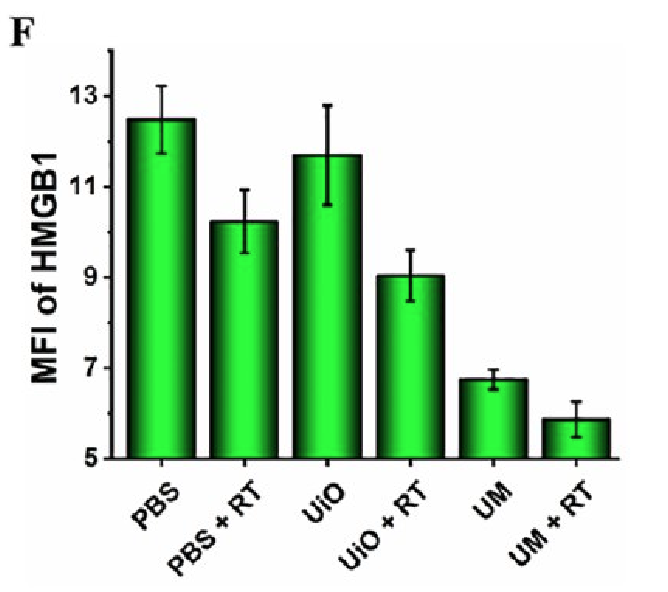 F
MFI of HMGB1
13
11
9
7
5
PBS
PBS + RT
UiO
UiO + RT
UM
UM + RT